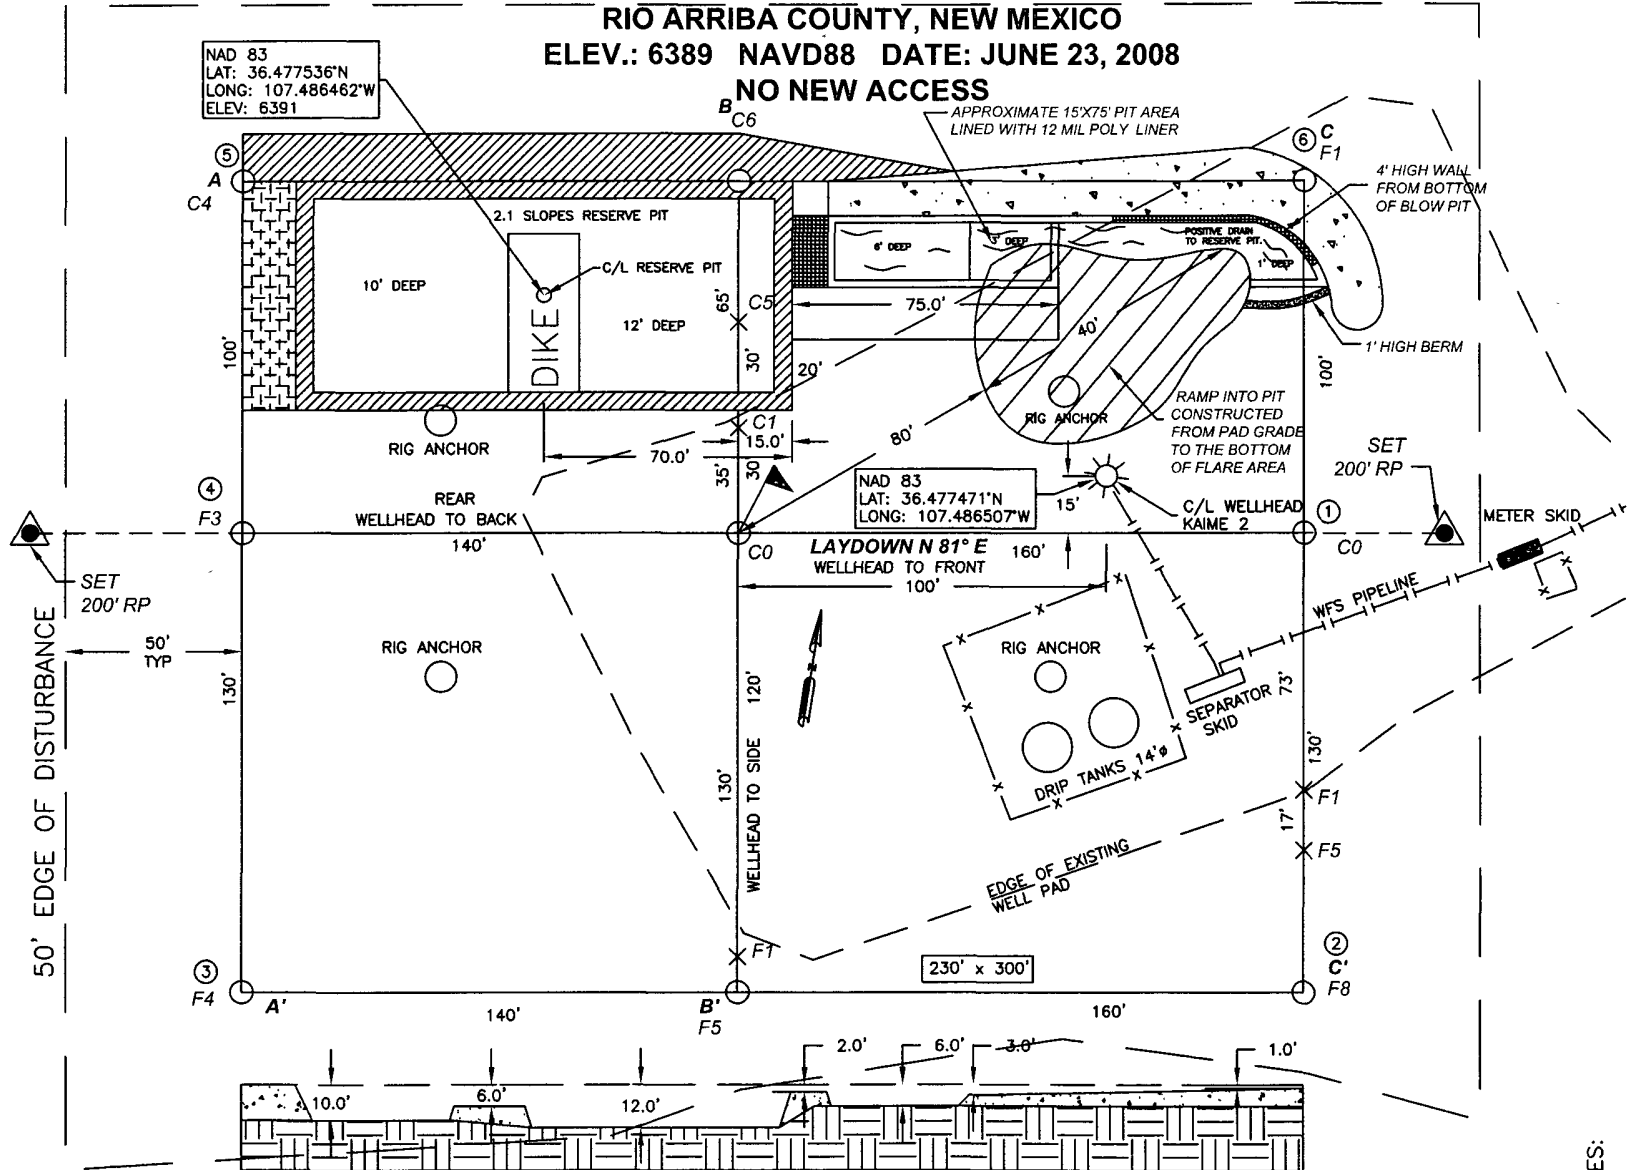 RIO ARRIBA COUNTY, NEW MEXICO
ELEV.: 6389 NAVD88 DATE: JUNE 23, 2008
NO NEW ACCESS
NAD 83
LAT: 36.477536°N
LONG: 107.486462°W
ELEV: 6391
B
C6
APPROXIMATE 15'X75' PIT AREA
LINED WITH 12 MIL POLY LINER
6
C
F1
5
A
C4
4' HIGH WALL
FROM BOTTOM
OF BLOW PIT
2.1 SLOPES RESERVE PIT
6' DEEP
3' DEEP
POSITIVE DRAIN
TO RESERVE PIT.
1' DEEP
10' DEEP
C/L RESERVE PIT
12' DEEP
DIKE
65'
C5
75.0'
40'
1' HIGH BERM
100'
30'
20'
100'
RIG ANCHOR
RIG ANCHOR
RAMP INTO PIT
CONSTRUCTED
FROM PAD GRADE
TO THE BOTTOM
OF FLARE AREA
C1
15.0'
70.0'
80'
35'
30'
SET
200' RP
NAD 83
LAT: 36.477471°N
LONG: 107.486507°W
15'
C/L WELLHEAD
KAIME 2
4
F3
REAR
WELLHEAD TO BACK
140'
C0
LAYDOWN N 81° E
WELLHEAD TO FRONT
160'
100'
1
C0
METER SKID
SET
200' RP
WFS PIPELINE
50'
TYP
RIG ANCHOR
RIG ANCHOR
50' EDGE OF DISTURBANCE
130'
120'
N
73'
SEPARATOR
SKID
WELLHEAD TO SIDE
130'
DRIP TANKS 14'ø
130'
F1
17'
F5
EDGE OF EXISTING
WELL PAD
F1
230' x 300'
3
F4
A'
140'
B'
F5
160'
2
C'
F8
2.0'
6.0'
3.0'
1.0'
10.0'
6.0'
12.0'
ES: